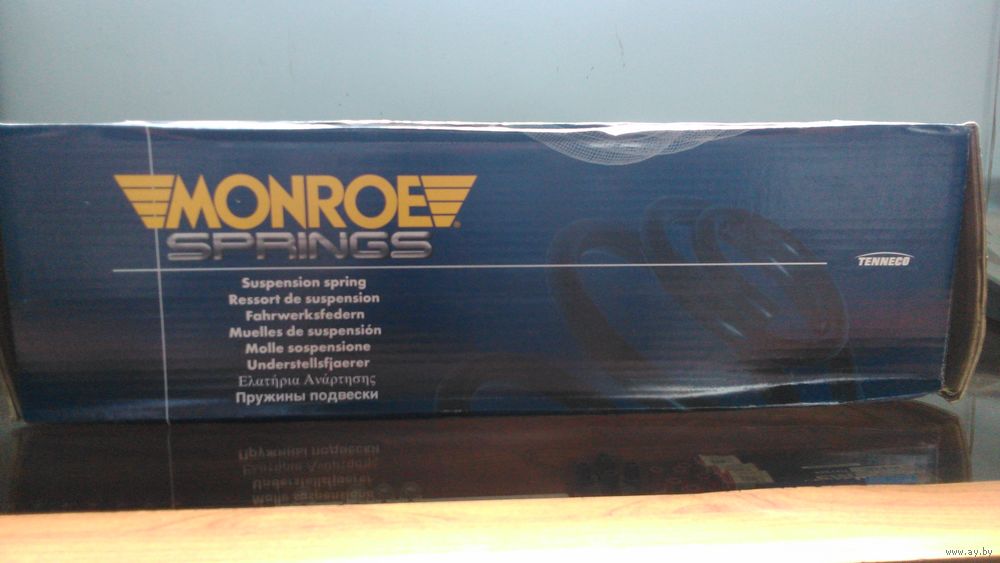 MONROE
SPRINGS
TENNECO
Suspension spring
Ressort de suspension
Fahrwerksfedern
Muelles de suspensión
Molle sospensione
Understellsfjaerer
Ελατήρια Ανάρτησης
Пружины подвески
www.ay.by